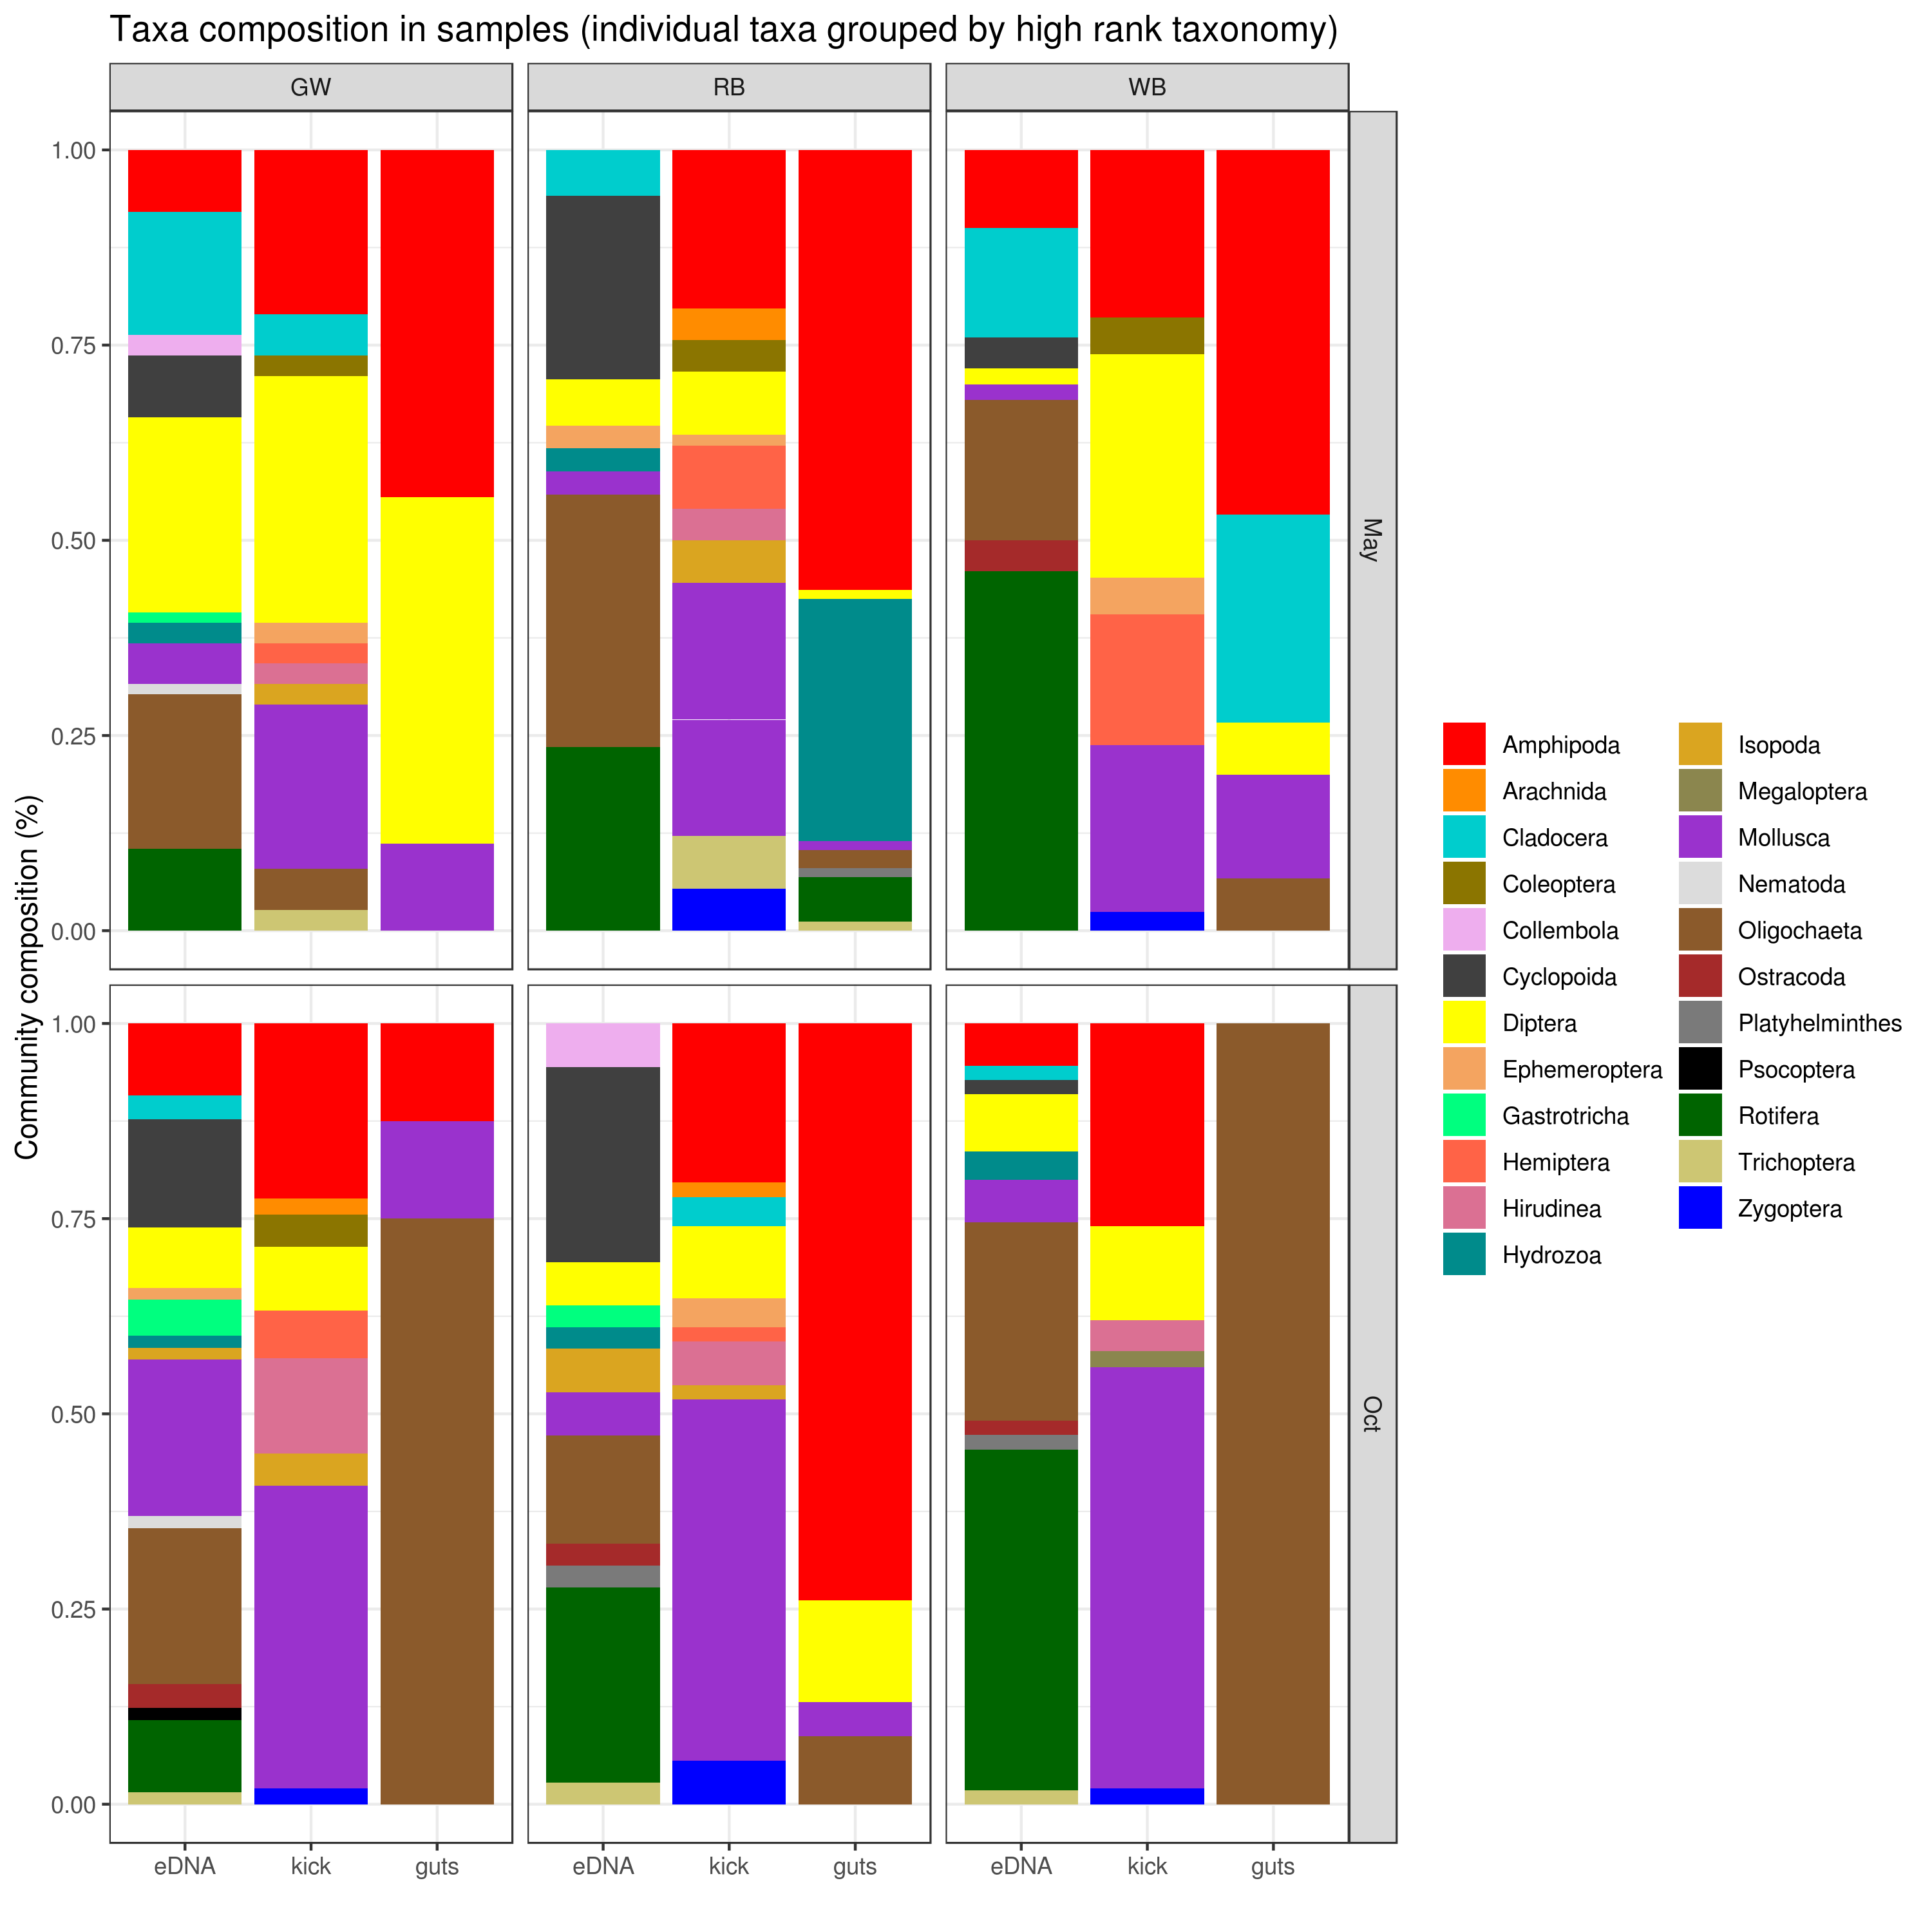 Taxa composition in samples (individual taxa grouped by high rank taxonomy)
GW
RB
WB
Community composition (%)
1.00
0.75
0.50
0.25
0.00
May
1.00
0.75
0.50
0.25
0.00
Oct
eDNA
kick
guts
eDNA
kick
guts
eDNA
kick
guts
Amphipoda
Arachnida
Cladocera
Coleoptera
Collembola
Cyclopoida
Diptera
Ephemeroptera
Gastrotricha
Hemiptera
Hirudinea
Hydrozoa
Isopoda
Megaloptera
Mollusca
Nematoda
Oligochaeta
Ostracoda
Platyhelminthes
Psocoptera
Rotifera
Trichoptera
Zygoptera